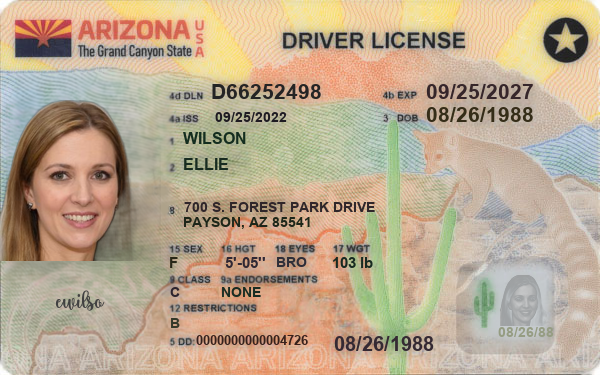 ARIZONA USA
The Grand Canyon State
DRIVER LICENSE
4d DLN D66252498 4b EXP 09/25/2027
4a ISS 09/25/2022 3 DOB 08/26/1988
1 WILSON
2 ELLIE
8 700 S. FOREST PARK DRIVE
PAYSON, AZ 85541
15 SEX 16 HGT 18 EYES 17 WGT
F 5'-05" BRO 103 lb
9 CLASS 9a ENDORSEMENTS
C NONE
12 RESTRICTIONS
B
ewilso
08/26/88
5 DD: 0000000000004726 08/26/1988
ARIZONA ARIZONA ARIZONA ARIZONA